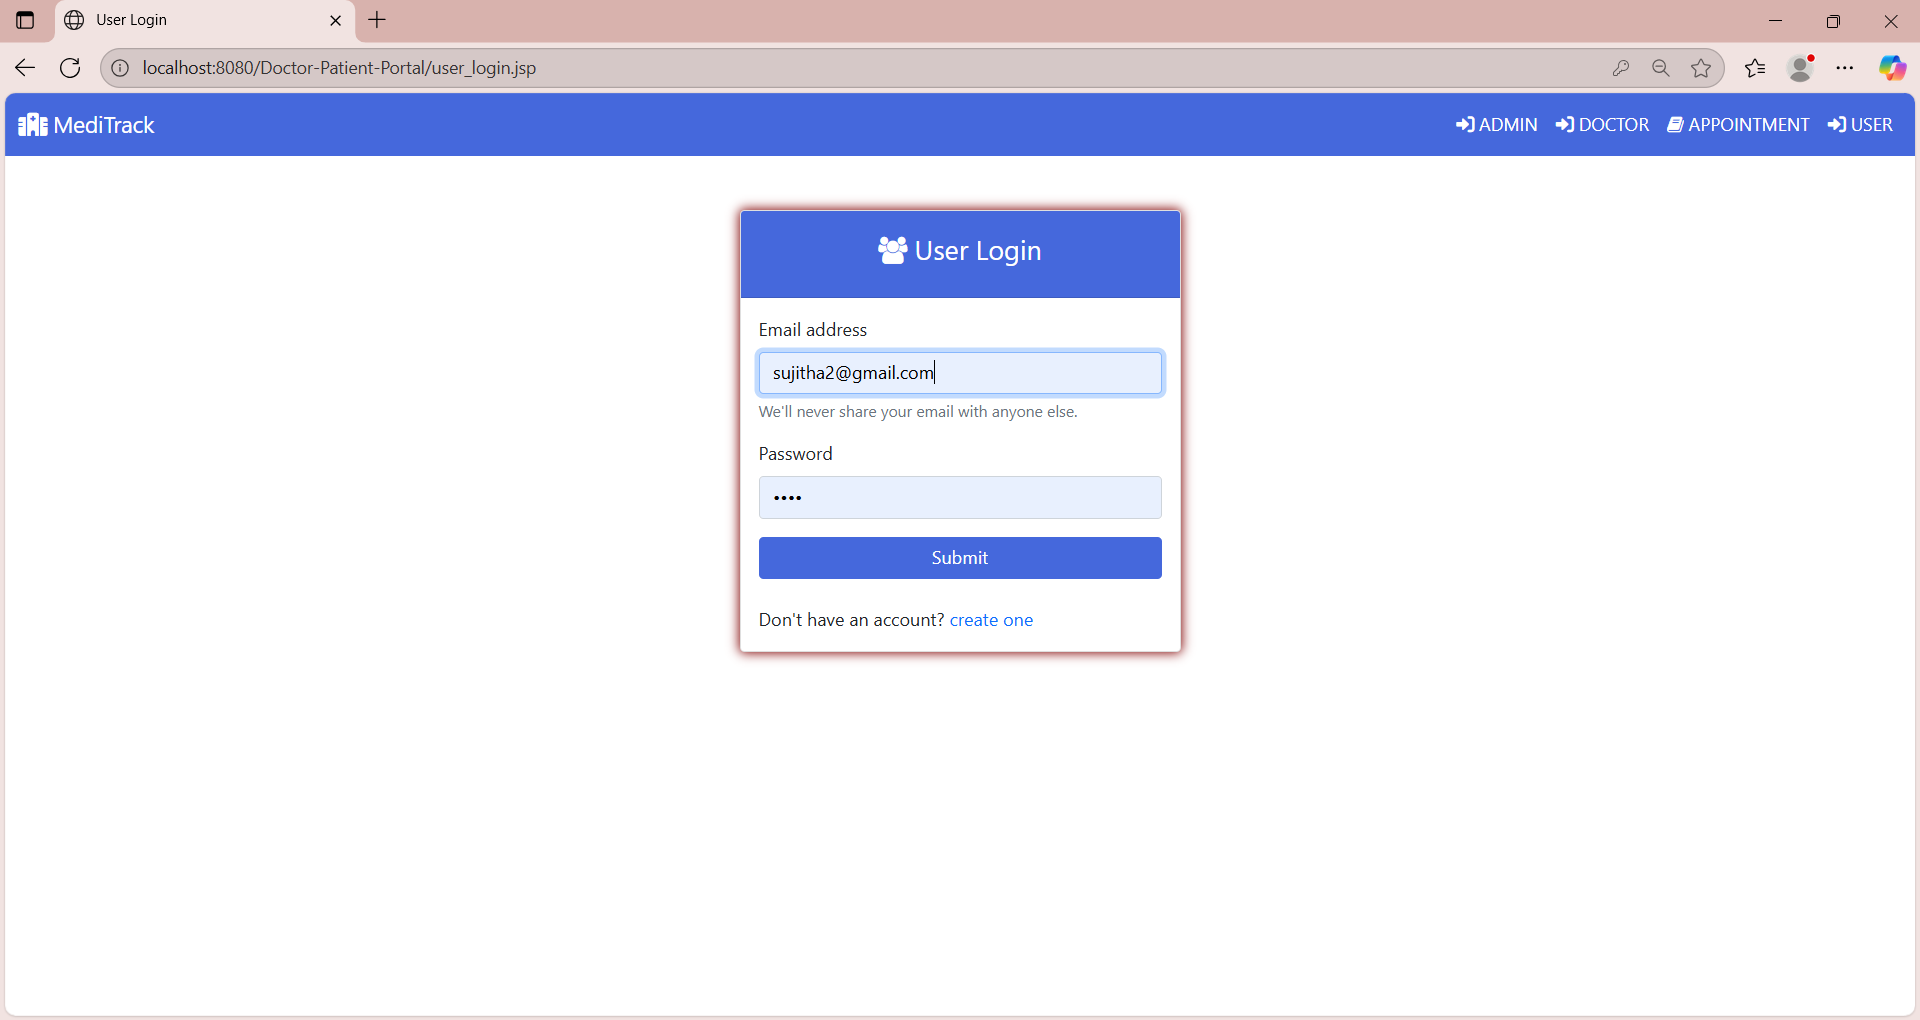 User Login
localhost:8080/Doctor-Patient-Portal/user_login.jsp
MediTrack
ADMIN DOCTOR APPOINTMENT USER
User Login
Email address
sujitha2@gmail.com
We'll never share your email with anyone else.
Password
••••
Submit
Don't have an account? create one